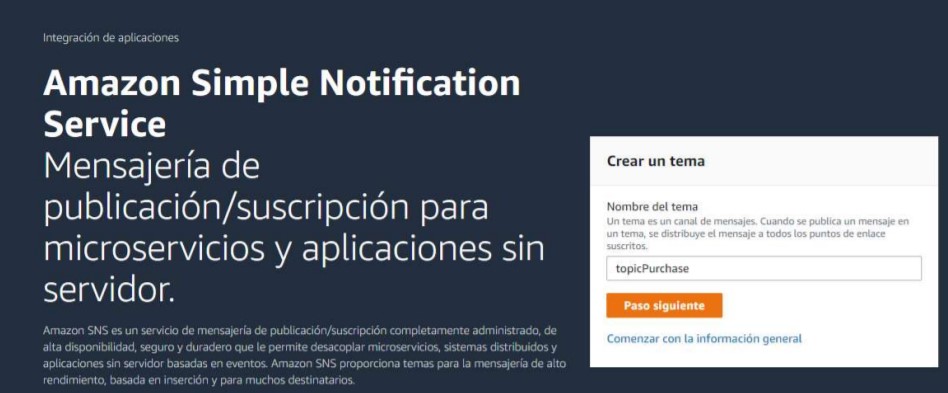 Integración de aplicaciones
Amazon Simple Notification
Service
Mensajería de
publicación/suscripción para
microservicios y aplicaciones sin
servidor.
Amazon SNS es un servicio de mensajería de publicación/suscripción completamente administrado, de
alta disponibilidad, seguro y duradero que le permite desacoplar microservicios, sistemas distribuidos y
aplicaciones sin servidor basadas en eventos. Amazon SNS proporciona temas para la mensajería de alto
rendimiento, basada en inserción y para muchos destinatarios.
Crear un tema
Nombre del tema
Un tema es un canal de mensajes. Cuando se publica un mensaje en
un tema, se distribuye el mensaje a todos los puntos de enlace
suscritos.
topicPurchase
Paso siguiente
Comenzar con la información general